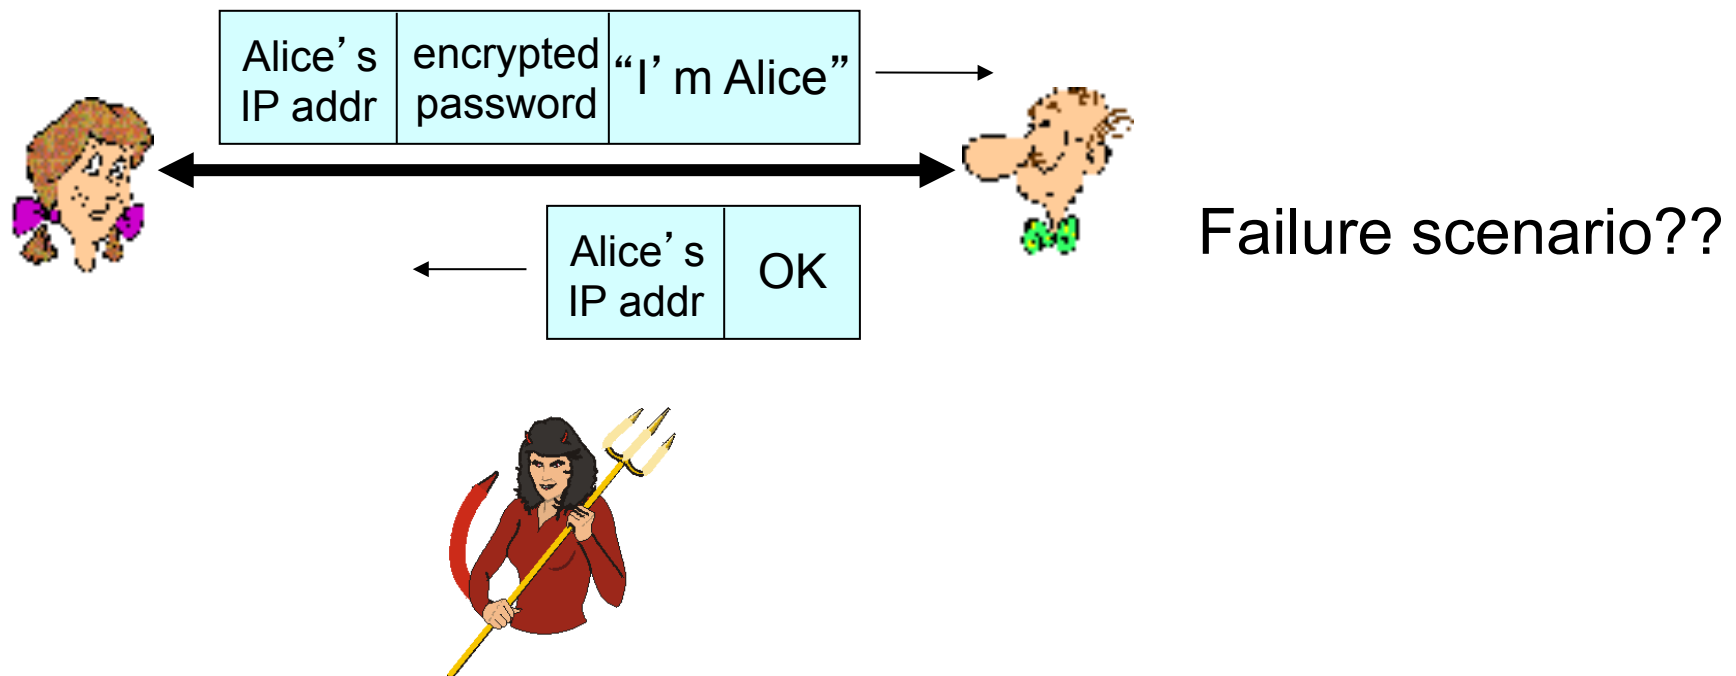 Alice’s
IP addr
encrypted
password
“I’m Alice”
Alice’s
IP addr
OK
Failure scenario??